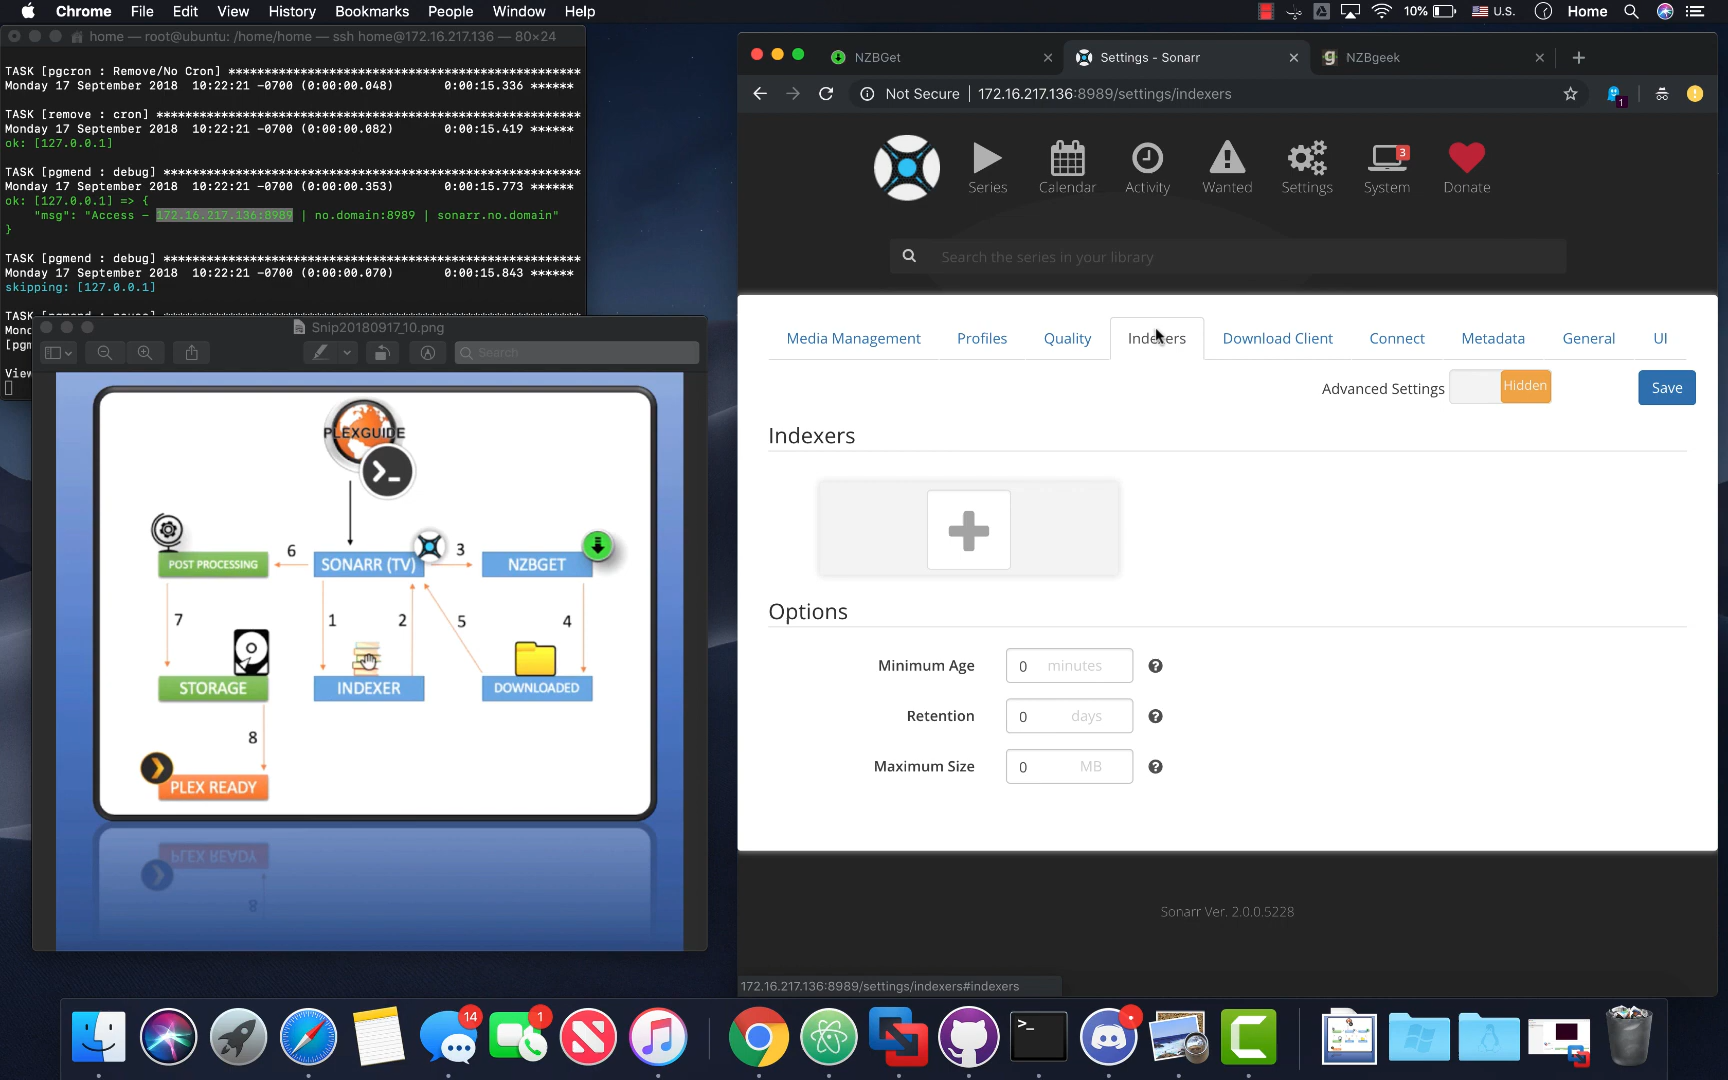 Chrome File Edit View History Bookmarks People Window Help 10% U.S. Home
home — root@ubuntu: /home/home — ssh home@172.16.217.136 — 80×24
TASK [pgcron : Remove/No Cron] *************************************************
Monday 17 September 2018 10:22:21 -0700 (0:00:00.048) 0:00:15.336 ******
TASK [remove : cron] ***********************************************************
Monday 17 September 2018 10:22:21 -0700 (0:00:00.082) 0:00:15.419 ******
ok: [127.0.0.1]
TASK [pgmend : debug] **********************************************************
Monday 17 September 2018 10:22:21 -0700 (0:00:00.353) 0:00:15.773 ******
ok: [127.0.0.1] => {
"msg": "Access - 172.16.217.136:8989 | no.domain:8989 | sonarr.no.domain"
}
TASK [pgmend : debug] **********************************************************
Monday 17 September 2018 10:22:21 -0700 (0:00:00.070) 0:00:15.843 ******
skipping: [127.0.0.1]
TASK
Mon
[pgm
View
Snip20180917_10.png
Search
PLEXGUIDE
POST PROCESSING 6 SONARR (TV) 3 NZBGET
7 1 2 5 4
STORAGE INDEXER DOWNLOADED
8
PLEX READY
PLEX READY
8
NZBGet
Settings - Sonarr
NZBgeek
Not Secure | 172.16.217.136:8989/settings/indexers
1
3
Series Calendar Activity Wanted Settings System Donate
Search the series in your library
Media Management Profiles Quality Indexers Download Client Connect Metadata General UI
Advanced Settings Hidden Save
Indexers
Options
Minimum Age 0 minutes
Retention 0 days
Maximum Size 0 MB
Sonarr Ver. 2.0.0.5228
172.16.217.136:8989/settings/indexers#indexers
14 1